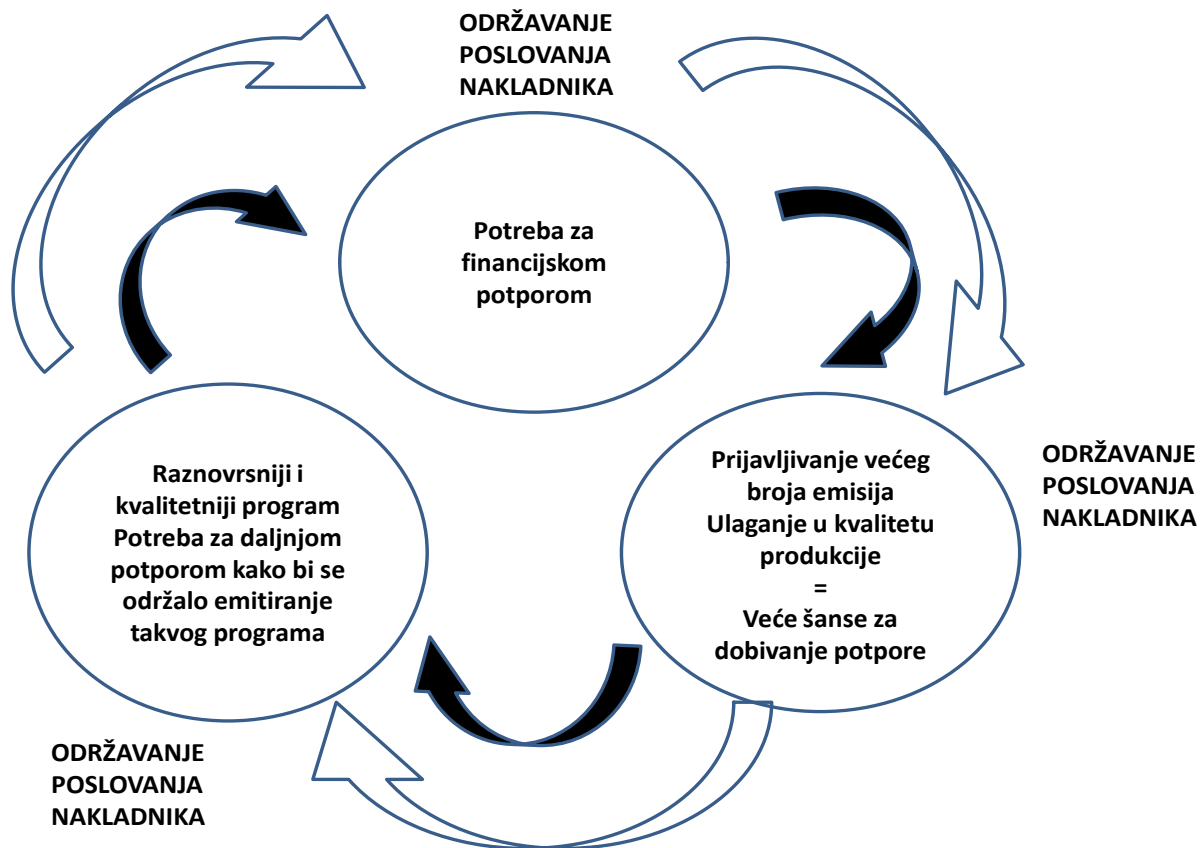 ODRŽAVANJE
POSLOVANJA
NAKLADNIKA
Potreba za
financijskom
potporom
Prijavljivanje većeg
broja emisija
Ulaganje u kvalitetu
produkcije
=
Veće šanse za
dobivanje potpore
ODRŽAVANJE
POSLOVANJA
NAKLADNIKA
Raznovrsniji i
kvalitetniji program
Potreba za daljnjom
potporom kako bi se
održalo emitiranje
takvog programa
ODRŽAVANJE
POSLOVANJA
NAKLADNIKA